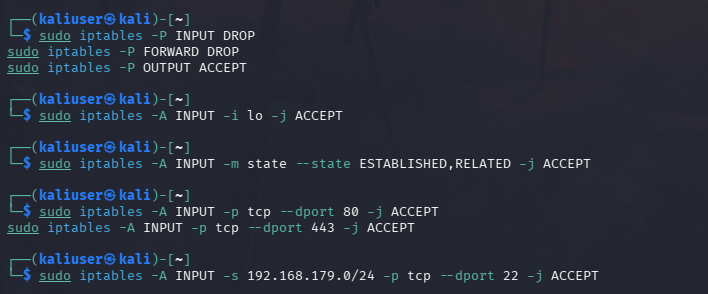 ┌──(kaliuser㉿kali)-[~]
└─$ sudo iptables -P INPUT DROP
sudo iptables -P FORWARD DROP
sudo iptables -P OUTPUT ACCEPT
┌──(kaliuser㉿kali)-[~]
└─$ sudo iptables -A INPUT -i lo -j ACCEPT
┌──(kaliuser㉿kali)-[~]
└─$ sudo iptables -A INPUT -m state --state ESTABLISHED,RELATED -j ACCEPT
┌──(kaliuser㉿kali)-[~]
└─$ sudo iptables -A INPUT -p tcp --dport 80 -j ACCEPT
sudo iptables -A INPUT -p tcp --dport 443 -j ACCEPT
┌──(kaliuser㉿kali)-[~]
└─$ sudo iptables -A INPUT -s 192.168.179.0/24 -p tcp --dport 22 -j ACCEPT